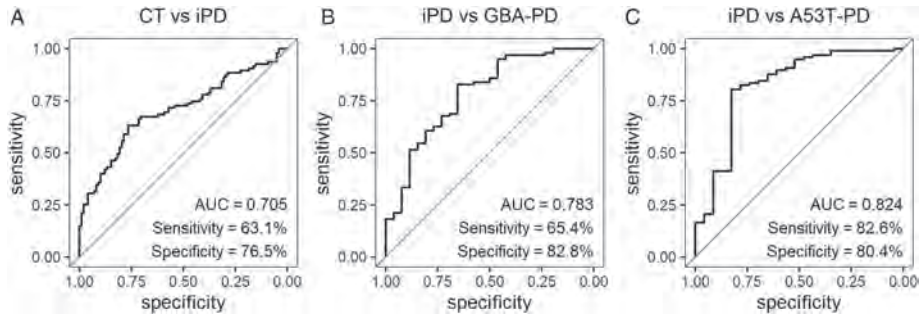 A
CT vs iPD
1.00
0.75
0.50
0.25
0.00
sensitivity
AUC = 0.705
Sensitivity = 63.1%
Specificity = 76.5%
1.00 0.75 0.50 0.25 0.00
specificity
B
iPD vs GBA-PD
1.00
0.75
0.50
0.25
0.00
sensitivity
AUC = 0.783
Sensitivity = 65.4%
Specificity = 82.8%
1.00 0.75 0.50 0.25 0.00
specificity
C
iPD vs A53T-PD
1.00
0.75
0.50
0.25
0.00
sensitivity
AUC = 0.824
Sensitivity = 82.6%
Specificity = 80.4%
1.00 0.75 0.50 0.25 0.00
specificity